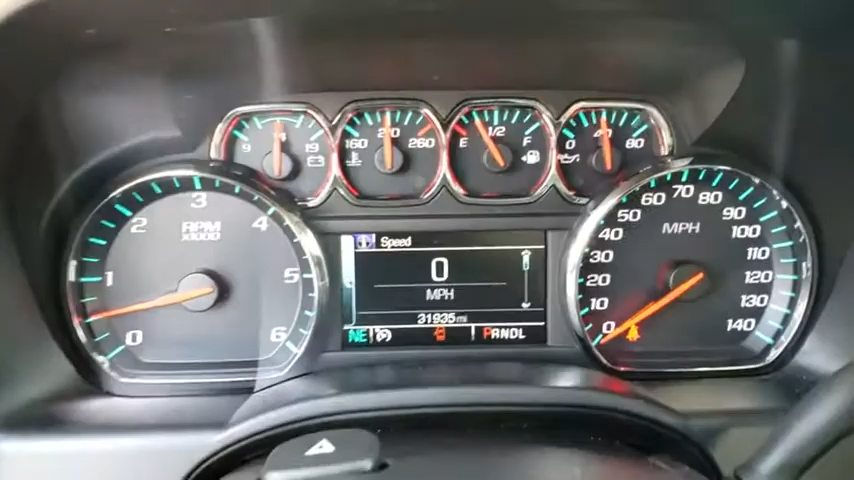 9 14 19
160 210 260
E 1/2 F
0 40 80
RPM
x1000
0 1 2 3 4 5 6
i Speed
0
MPH
31935 mi
NE PRNDL
MPH
0 10 20 30 40 50 60 70 80 90 100 110 120 130 140